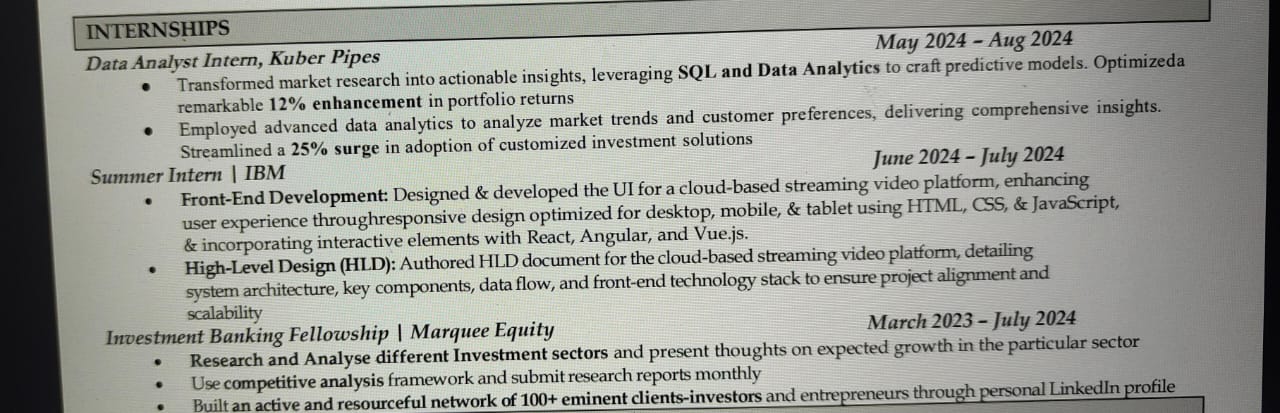 INTERNSHIPS
Data Analyst Intern, Kuber Pipes May 2024 – Aug 2024
• Transformed market research into actionable insights, leveraging SQL and Data Analytics to craft predictive models. Optimizeda
remarkable 12% enhancement in portfolio returns
• Employed advanced data analytics to analyze market trends and customer preferences, delivering comprehensive insights.
Streamlined a 25% surge in adoption of customized investment solutions
Summer Intern | IBM June 2024 – July 2024
• Front-End Development: Designed & developed the UI for a cloud-based streaming video platform, enhancing
user experience throughresponsive design optimized for desktop, mobile, & tablet using HTML, CSS, & JavaScript,
& incorporating interactive elements with React, Angular, and Vue.js.
• High-Level Design (HLD): Authored HLD document for the cloud-based streaming video platform, detailing
system architecture, key components, data flow, and front-end technology stack to ensure project alignment and
scalability
Investment Banking Fellowship | Marquee Equity March 2023 – July 2024
• Research and Analyse different Investment sectors and present thoughts on expected growth in the particular sector
• Use competitive analysis framework and submit research reports monthly
• Built an active and resourceful network of 100+ eminent clients-investors and entrepreneurs through personal LinkedIn profile